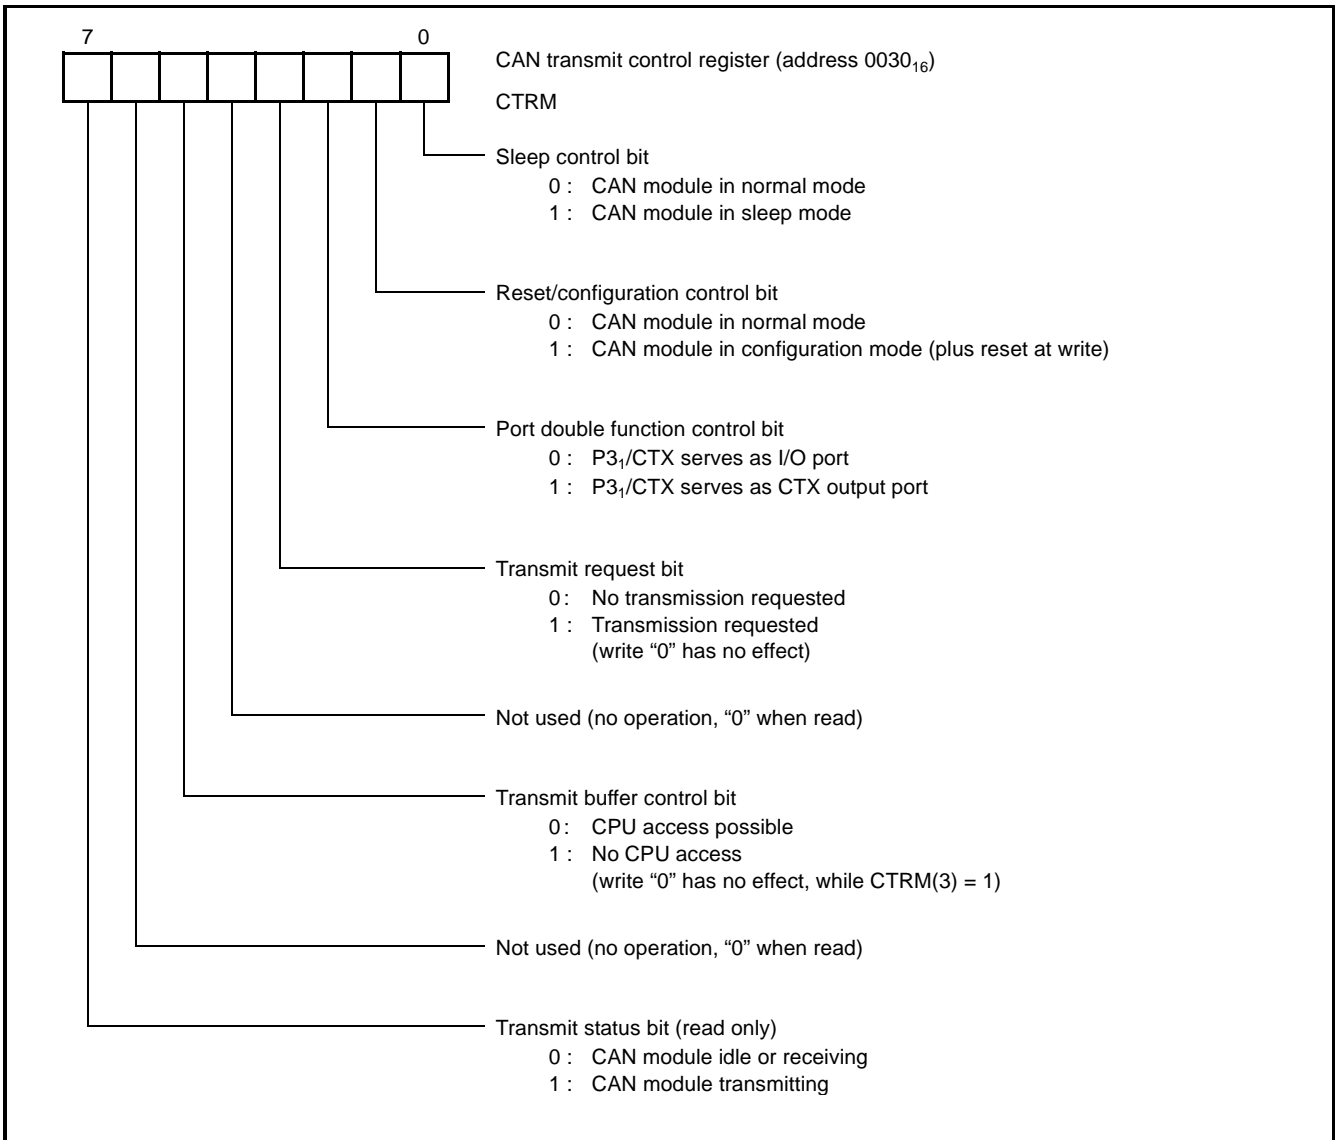 7 0
CAN transmit control register (address 0030₁₆)
CTRM
Sleep control bit
0 : CAN module in normal mode
1 : CAN module in sleep mode
Reset/configuration control bit
0 : CAN module in normal mode
1 : CAN module in configuration mode (plus reset at write)
Port double function control bit
0 : P3₁/CTX serves as I/O port
1 : P3₁/CTX serves as CTX output port
Transmit request bit
0 : No transmission requested
1 : Transmission requested
(write “0” has no effect)
Not used (no operation, “0” when read)
Transmit buffer control bit
0 : CPU access possible
1 : No CPU access
(write “0” has no effect, while CTRM(3) = 1)
Not used (no operation, “0” when read)
Transmit status bit (read only)
0 : CAN module idle or receiving
1 : CAN module transmitting